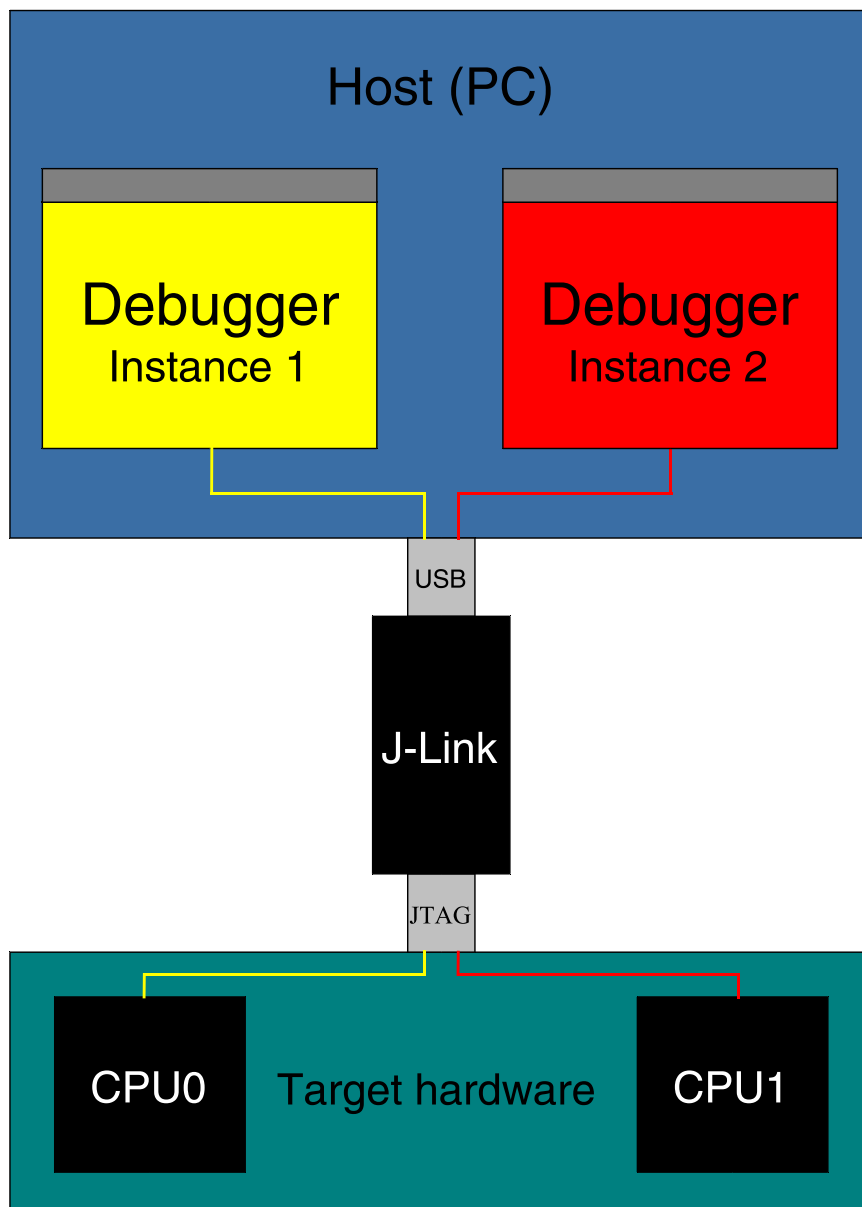 Host (PC)
Debugger
Instance 1
Debugger
Instance 2
USB
J-Link
JTAG
CPU0
Target hardware
CPU1